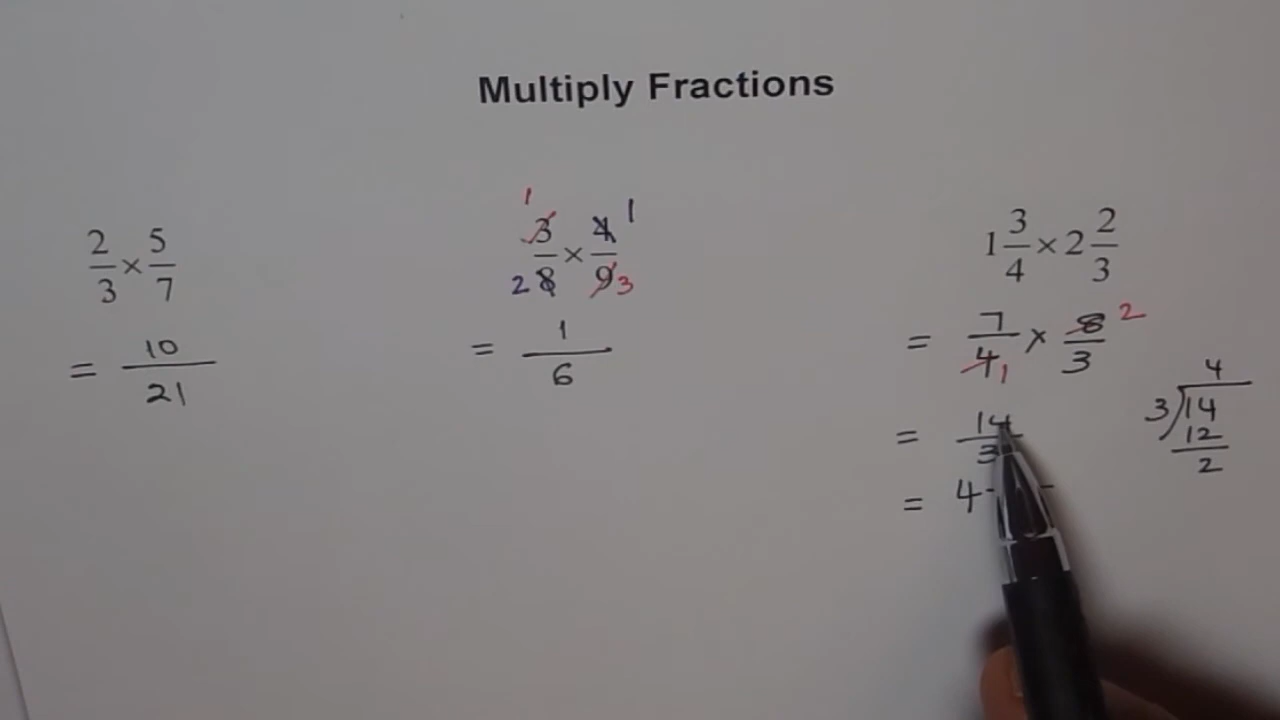 Multiply Fractions
2/3 × 5/7
= 10/21
1 1
3/8 × 4/9
2 3
= 1/6
1 3/4 × 2 2/3
= 7/4 × 8/3 2
1
= 14/3
= 4
4
3 14
12
2